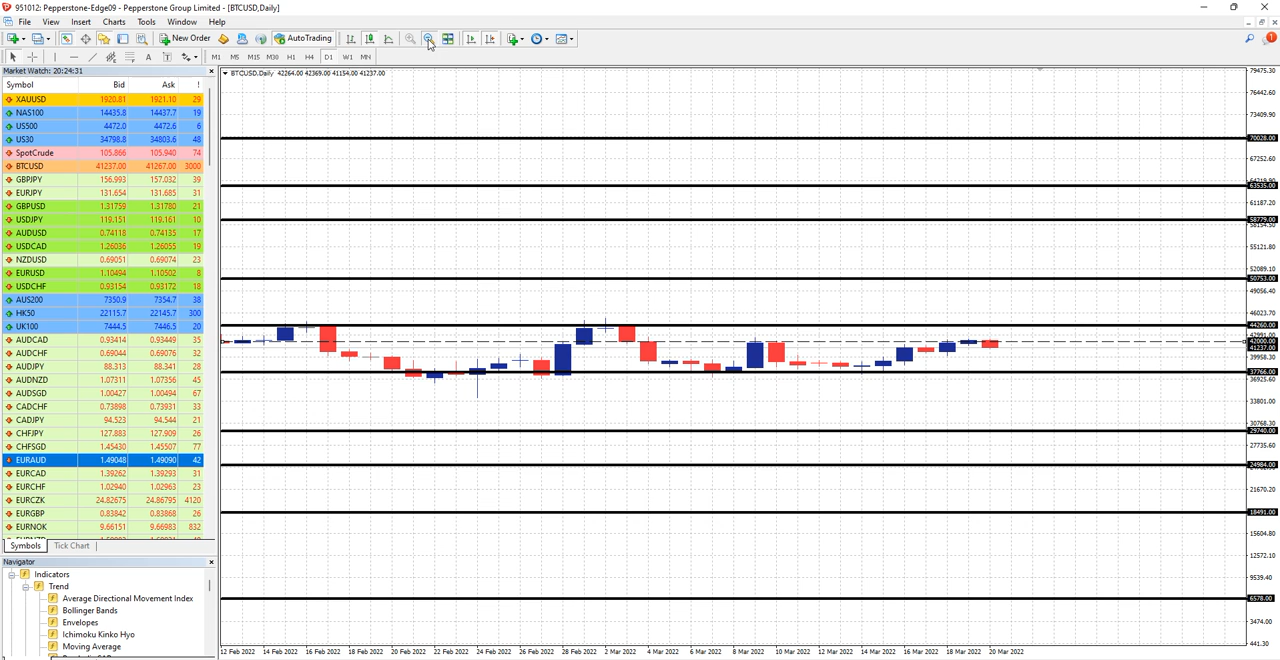 951012: Pepperstone-Edge09 - Pepperstone Group Limited - [BTCUSD,Daily]
File View Insert Charts Tools Window Help
New Order AutoTrading 1
A T M1 M5 M15 M30 H1 H4 D1 W1 MN
Market Watch: 20:24:31
Symbol Bid Ask !
XAUUSD 1920.81 1921.10 29
NAS100 14435.8 14437.7 19
US500 4472.0 4472.6 6
US30 34798.8 34803.6 48
SpotCrude 105.866 105.940 74
BTCUSD 41237.00 41267.00 3000
GBPJPY 156.993 157.032 39
EURJPY 131.654 131.685 31
GBPUSD 1.31759 1.31780 21
USDJPY 119.151 119.161 10
AUDUSD 0.74118 0.74135 17
USDCAD 1.26036 1.26055 19
NZDUSD 0.69051 0.69074 23
EURUSD 1.10494 1.10502 8
USDCHF 0.93154 0.93172 18
AUS200 7350.9 7354.7 38
HK50 22115.7 22145.7 300
UK100 7444.5 7446.5 20
AUDCAD 0.93414 0.93449 35
AUDCHF 0.69044 0.69076 32
AUDJPY 88.313 88.341 28
AUDNZD 1.07311 1.07356 45
AUDSGD 1.00427 1.00494 67
CADCHF 0.73898 0.73931 33
CADJPY 94.523 94.544 21
CHFJPY 127.883 127.909 26
CHFSGD 1.45430 1.45507 77
EURAUD 1.49048 1.49090 42
EURCAD 1.39262 1.39293 31
EURCHF 1.02940 1.02963 23
EURCZK 24.82675 24.86795 4120
EURGBP 0.83842 0.83868 26
EURNOK 9.66151 9.66983 832
Symbols Tick Chart
Navigator
Indicators
Trend
Average Directional Movement Index
Bollinger Bands
Envelopes
Ichimoku Kinko Hyo
Moving Average
BTCUSD,Daily 42264.00 42369.00 41154.00 41237.00
79475.30
76442.60
73409.90
70028.00
67252.60
63535.00
61187.20
58779.00
55121.80
52089.10
50753.00
49056.40
46023.70
44260.00
42000.00
41237.00
39958.30
37766.00
36925.60
33801.00
30768.30
29740.00
27735.60
24984.00
21670.20
18491.00
15604.80
12572.10
9539.40
6578.00
3474.00
441.30
12 Feb 2022 14 Feb 2022 16 Feb 2022 18 Feb 2022 20 Feb 2022 22 Feb 2022 24 Feb 2022 26 Feb 2022 28 Feb 2022 2 Mar 2022 4 Mar 2022 6 Mar 2022 8 Mar 2022 10 Mar 2022 12 Mar 2022 14 Mar 2022 16 Mar 2022 18 Mar 2022 20 Mar 2022